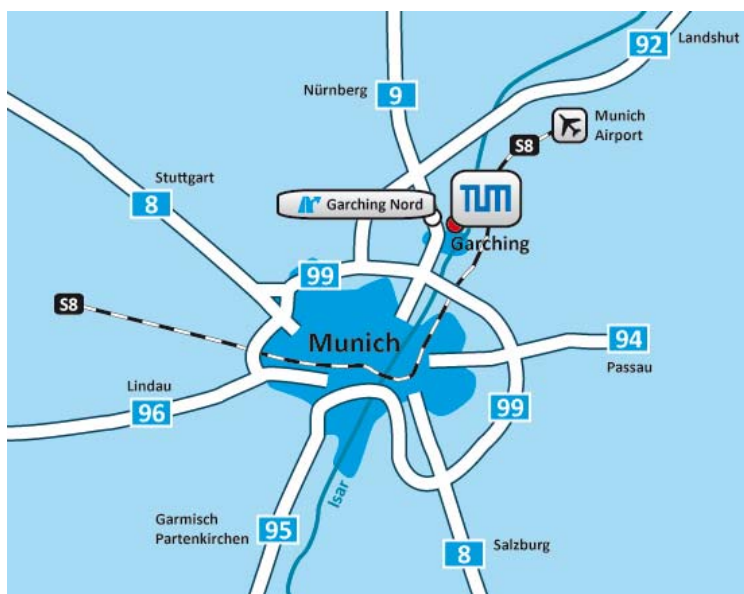 92
Landshut
Nürnberg
9
Munich
Airport
S8
Stuttgart
8
TUM
Garching Nord
Garching
99
S8
Munich
94
Passau
Lindau
96
99
Isar
Garmisch
Partenkirchen
95
Salzburg
8